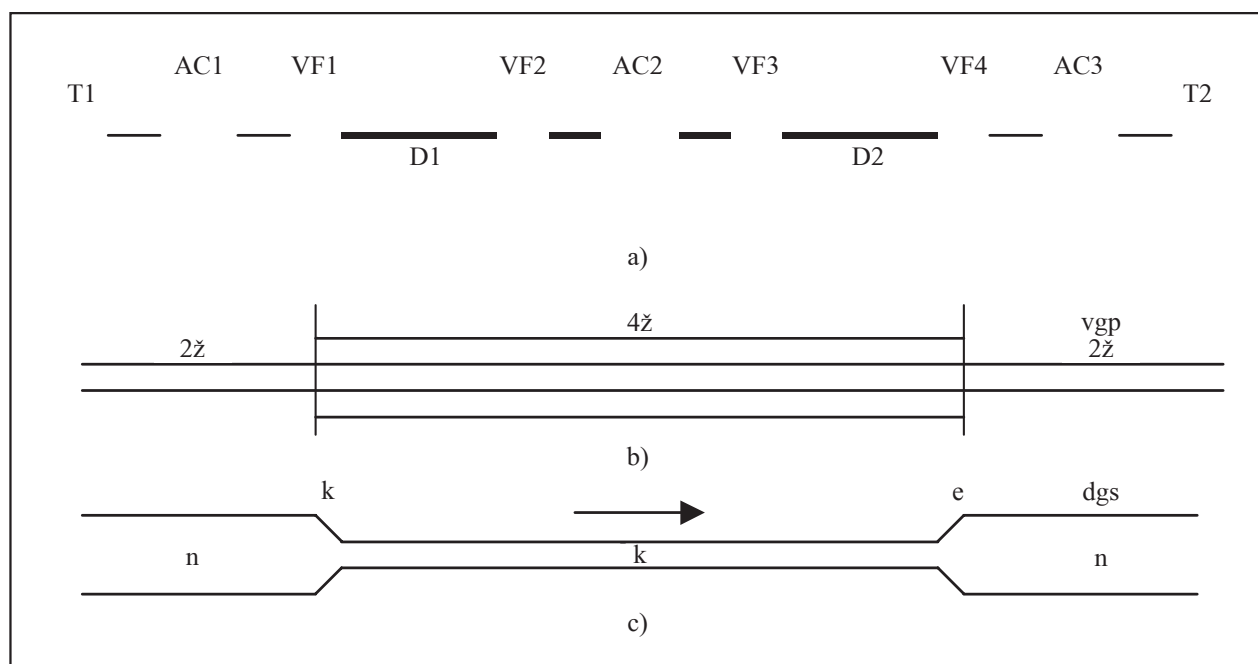 AC1 VF1 VF2 AC2 VF3 VF4 AC3
T1 T2
D1 D2
a)
4ž vgp
2ž 2ž
b)
k e dgs
n k n
c)